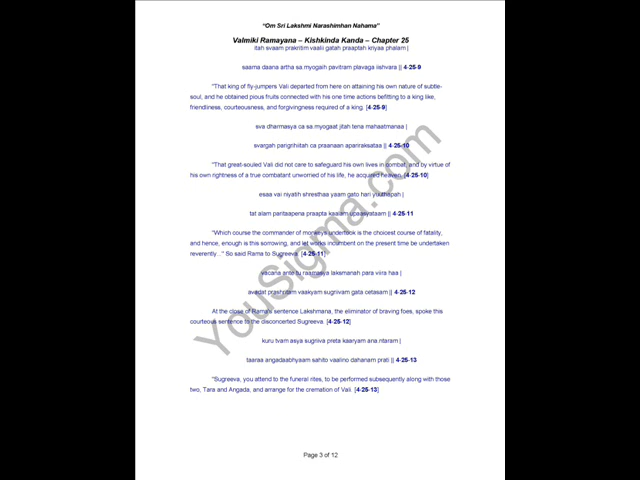 “Om Sri Lakshmi Narashimhan Nahama”
Valmiki Ramayana – Kishkinda Kanda – Chapter 25
itah svaam prakritim vaalii gatah praaptah kriyaa phalam |
saama daana artha sa.myogaih pavitram plavaga iishvara || 4-25-9
"That king of fly-jumpers Vali departed from here on attaining his own nature of subtle-
soul, and he obtained pious fruits connected with his one time actions befitting to a king like,
friendliness, courteousness, and forgivingness required of a king. [4-25-9]
sva dharmasya ca sa.myogaat jitah tena mahaatmanaa |
svargah parigrihiitah ca praanaan apariraksataa || 4-25-10
"That great-souled Vali did not care to safeguard his own lives in combat, and by virtue of
his own rightness of a true combatant unworried of his life, he acquired heaven. [4-25-10]
esaa vai niyatih shresthaa yaam gato hari yuuthapah |
tat alam paritaapena praapta kaalam upaasyataam || 4-25-11
"Which course the commander of monkeys undertook is the choicest course of fatality,
and hence, enough is this sorrowing, and let works incumbent on the present time be undertaken
reverently..." So said Rama to Sugreeva. [4-25-11]
vacana ante tu raamasya laksmanah para viira haa |
avadat prashritam vaakyam sugriivam gata cetasam || 4-25-12
At the close of Rama's sentence Lakshmana, the eliminator of braving foes, spoke this
courteous sentence to the disconcerted Sugreeva. [4-25-12]
kuru tvam asya sugriiva preta kaaryam ana.ntaram |
taaraa angadaabhyaam sahito vaalino dahanam prati || 4-25-13
"Sugreeva, you attend to the funeral rites, to be performed subsequently along with those
two, Tara and Angada, and arrange for the cremation of Vali. [4-25-13]
YouSigma.com
Page 3 of 12